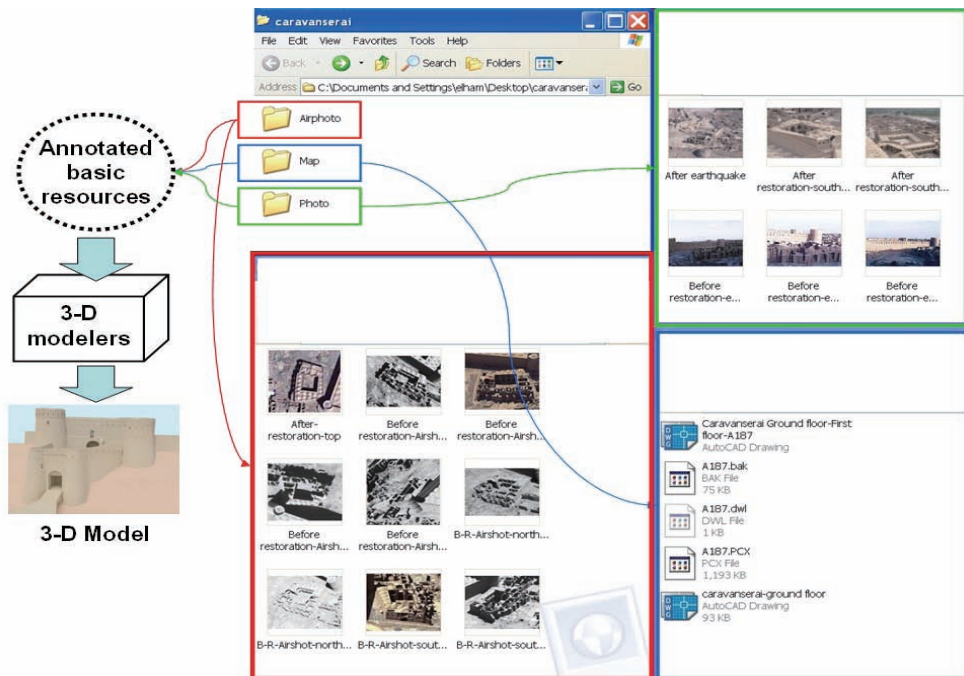 caravanserai
File Edit View Favorites Tools Help
Back Search Folders
Address C:\Documents and Settings\elham\Desktop\caravansera Go
Airphoto
Map
Photo
Annotated
basic
resources
3-D
modelers
3-D Model
After earthquake
After
restoration-south...
After
restoration-south...
Before
restoration-e...
Before
restoration-e...
Before
restoration-e...
After-
restoration-top
Before
restoration-Airsh...
Before
restoration-Airsh...
Before
restoration-Airsh...
Before
restoration-Airsh...
B-R-Airshot-north...
B-R-Airshot-north...
B-R-Airshot-sout...
B-R-Airshot-sout...
DWG
Caravanserai Ground floor-First
floor-A187
AutoCAD Drawing
A187.bak
BAK File
75 KB
A187.dwl
DWL File
1 KB
A187.PCX
PCX File
1,193 KB
DWG
caravanserai-ground floor
AutoCAD Drawing
93 KB